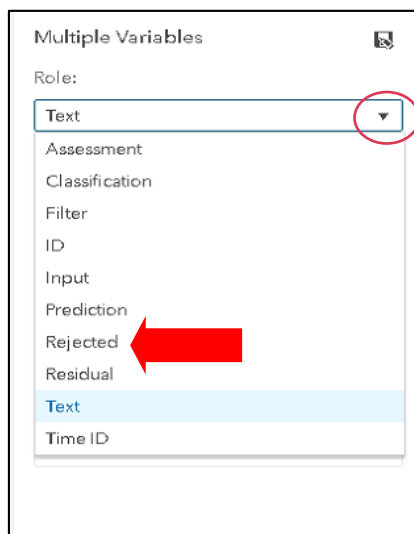 Multiple Variables
Role:
Text
Assessment
Classification
Filter
ID
Input
Prediction
Rejected
Residual
Text
Time ID